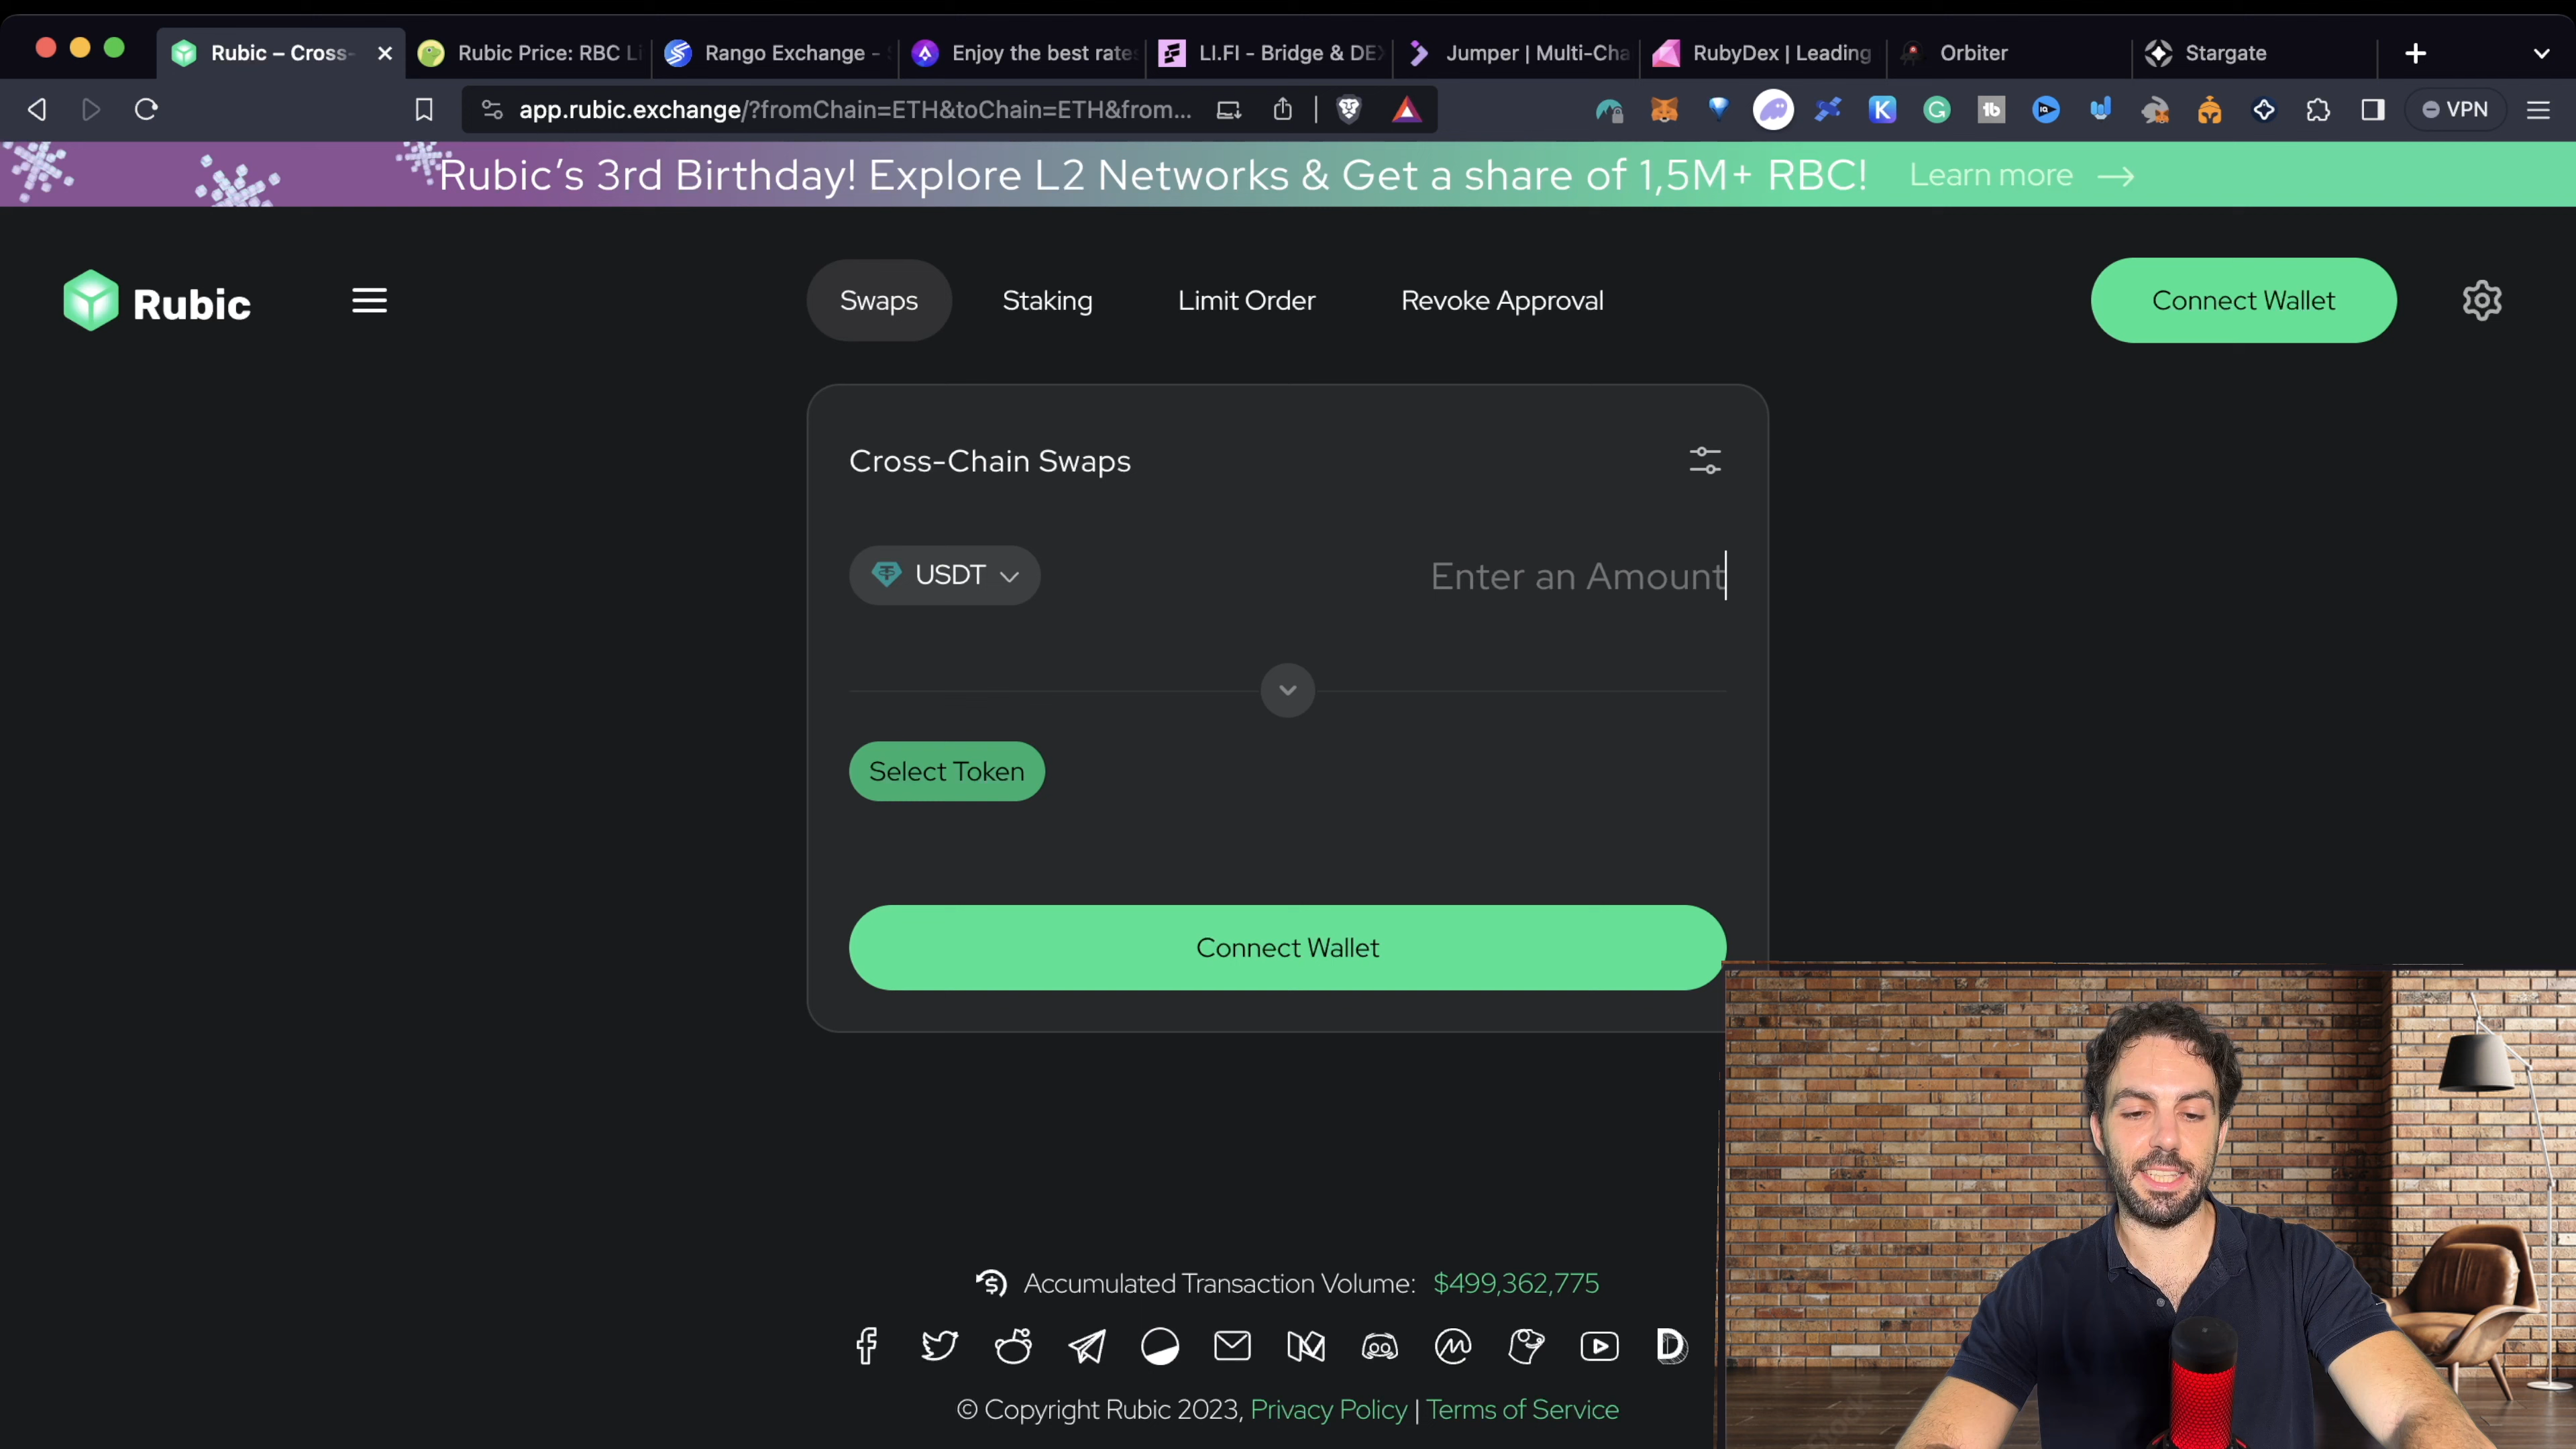 Rubic – Cross-
Rubic Price: RBC Li
Rango Exchange -
Enjoy the best rate
LI.FI - Bridge & DEX
Jumper | Multi-Cha
RubyDex | Leading
Orbiter
Stargate
app.rubic.exchange/?fromChain=ETH&toChain=ETH&from...
VPN
Rubic’s 3rd Birthday! Explore L2 Networks & Get a share of 1,5M+ RBC! Learn more →
Rubic
Swaps
Staking
Limit Order
Revoke Approval
Connect Wallet
Cross-Chain Swaps
USDT
Enter an Amount
Select Token
Connect Wallet
Accumulated Transaction Volume: $499,362,775
© Copyright Rubic 2023, Privacy Policy | Terms of Service